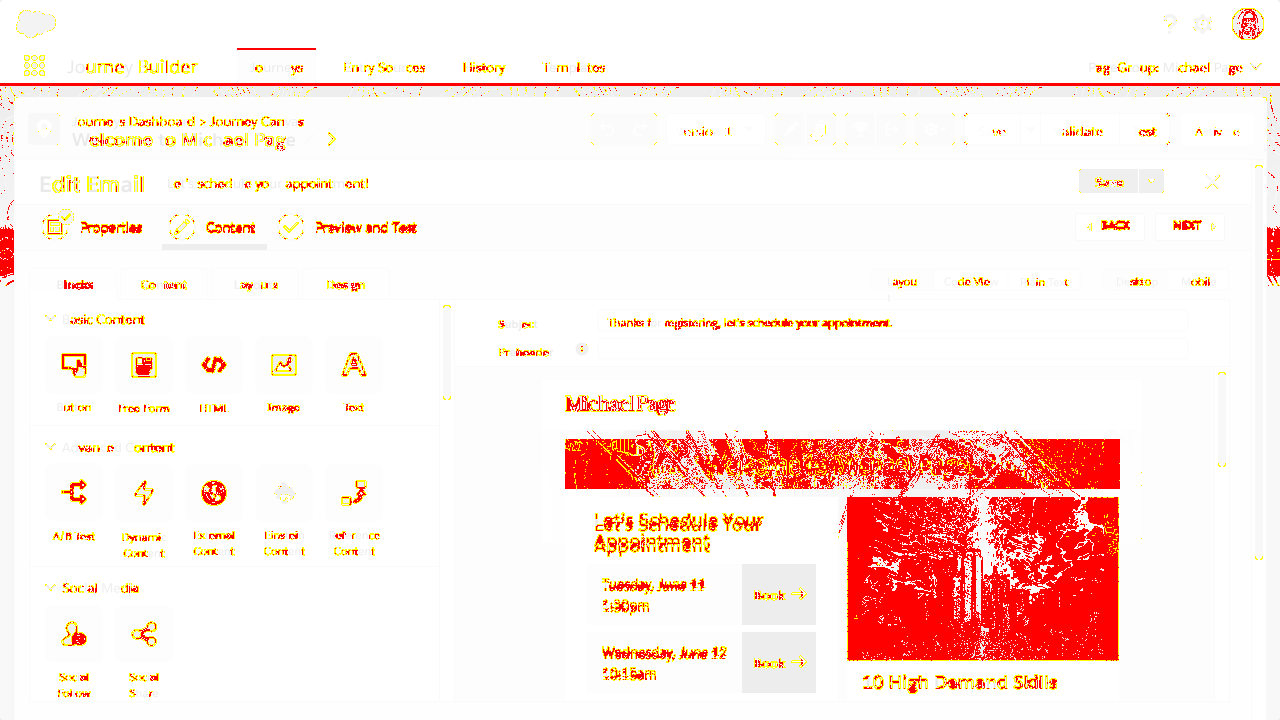 Journey Builder
Journeys
Entry Sources
History
Templates
Page Group: Michael Page
Journeys Dashboard > Journey Canvas
Welcome to Michael Page
Validate
Test
Activate
Edit Email
Let's schedule your appointment!
Save
Properties
Content
Preview and Test
BACK
NEXT
Blocks
Content
Layouts
Design
Layout
Code View
Plain Text
Desktop
Mobile
Basic Content
Subject
Thanks for registering, let's schedule your appointment.
Preheader
Button
Free Form
HTML
Image
Text
Michael Page
Advanced Content
Welcome to Michael Page
A/B Test
Dynamic
Content
External
Content
Einstein
Content
Reference
Content
Let's Schedule Your
Appointment
Tuesday, June 11
1:30pm
Book
Social Media
Wednesday, June 12
10:15am
Book
Social
Follow
Social
Share
10 High Demand Skills